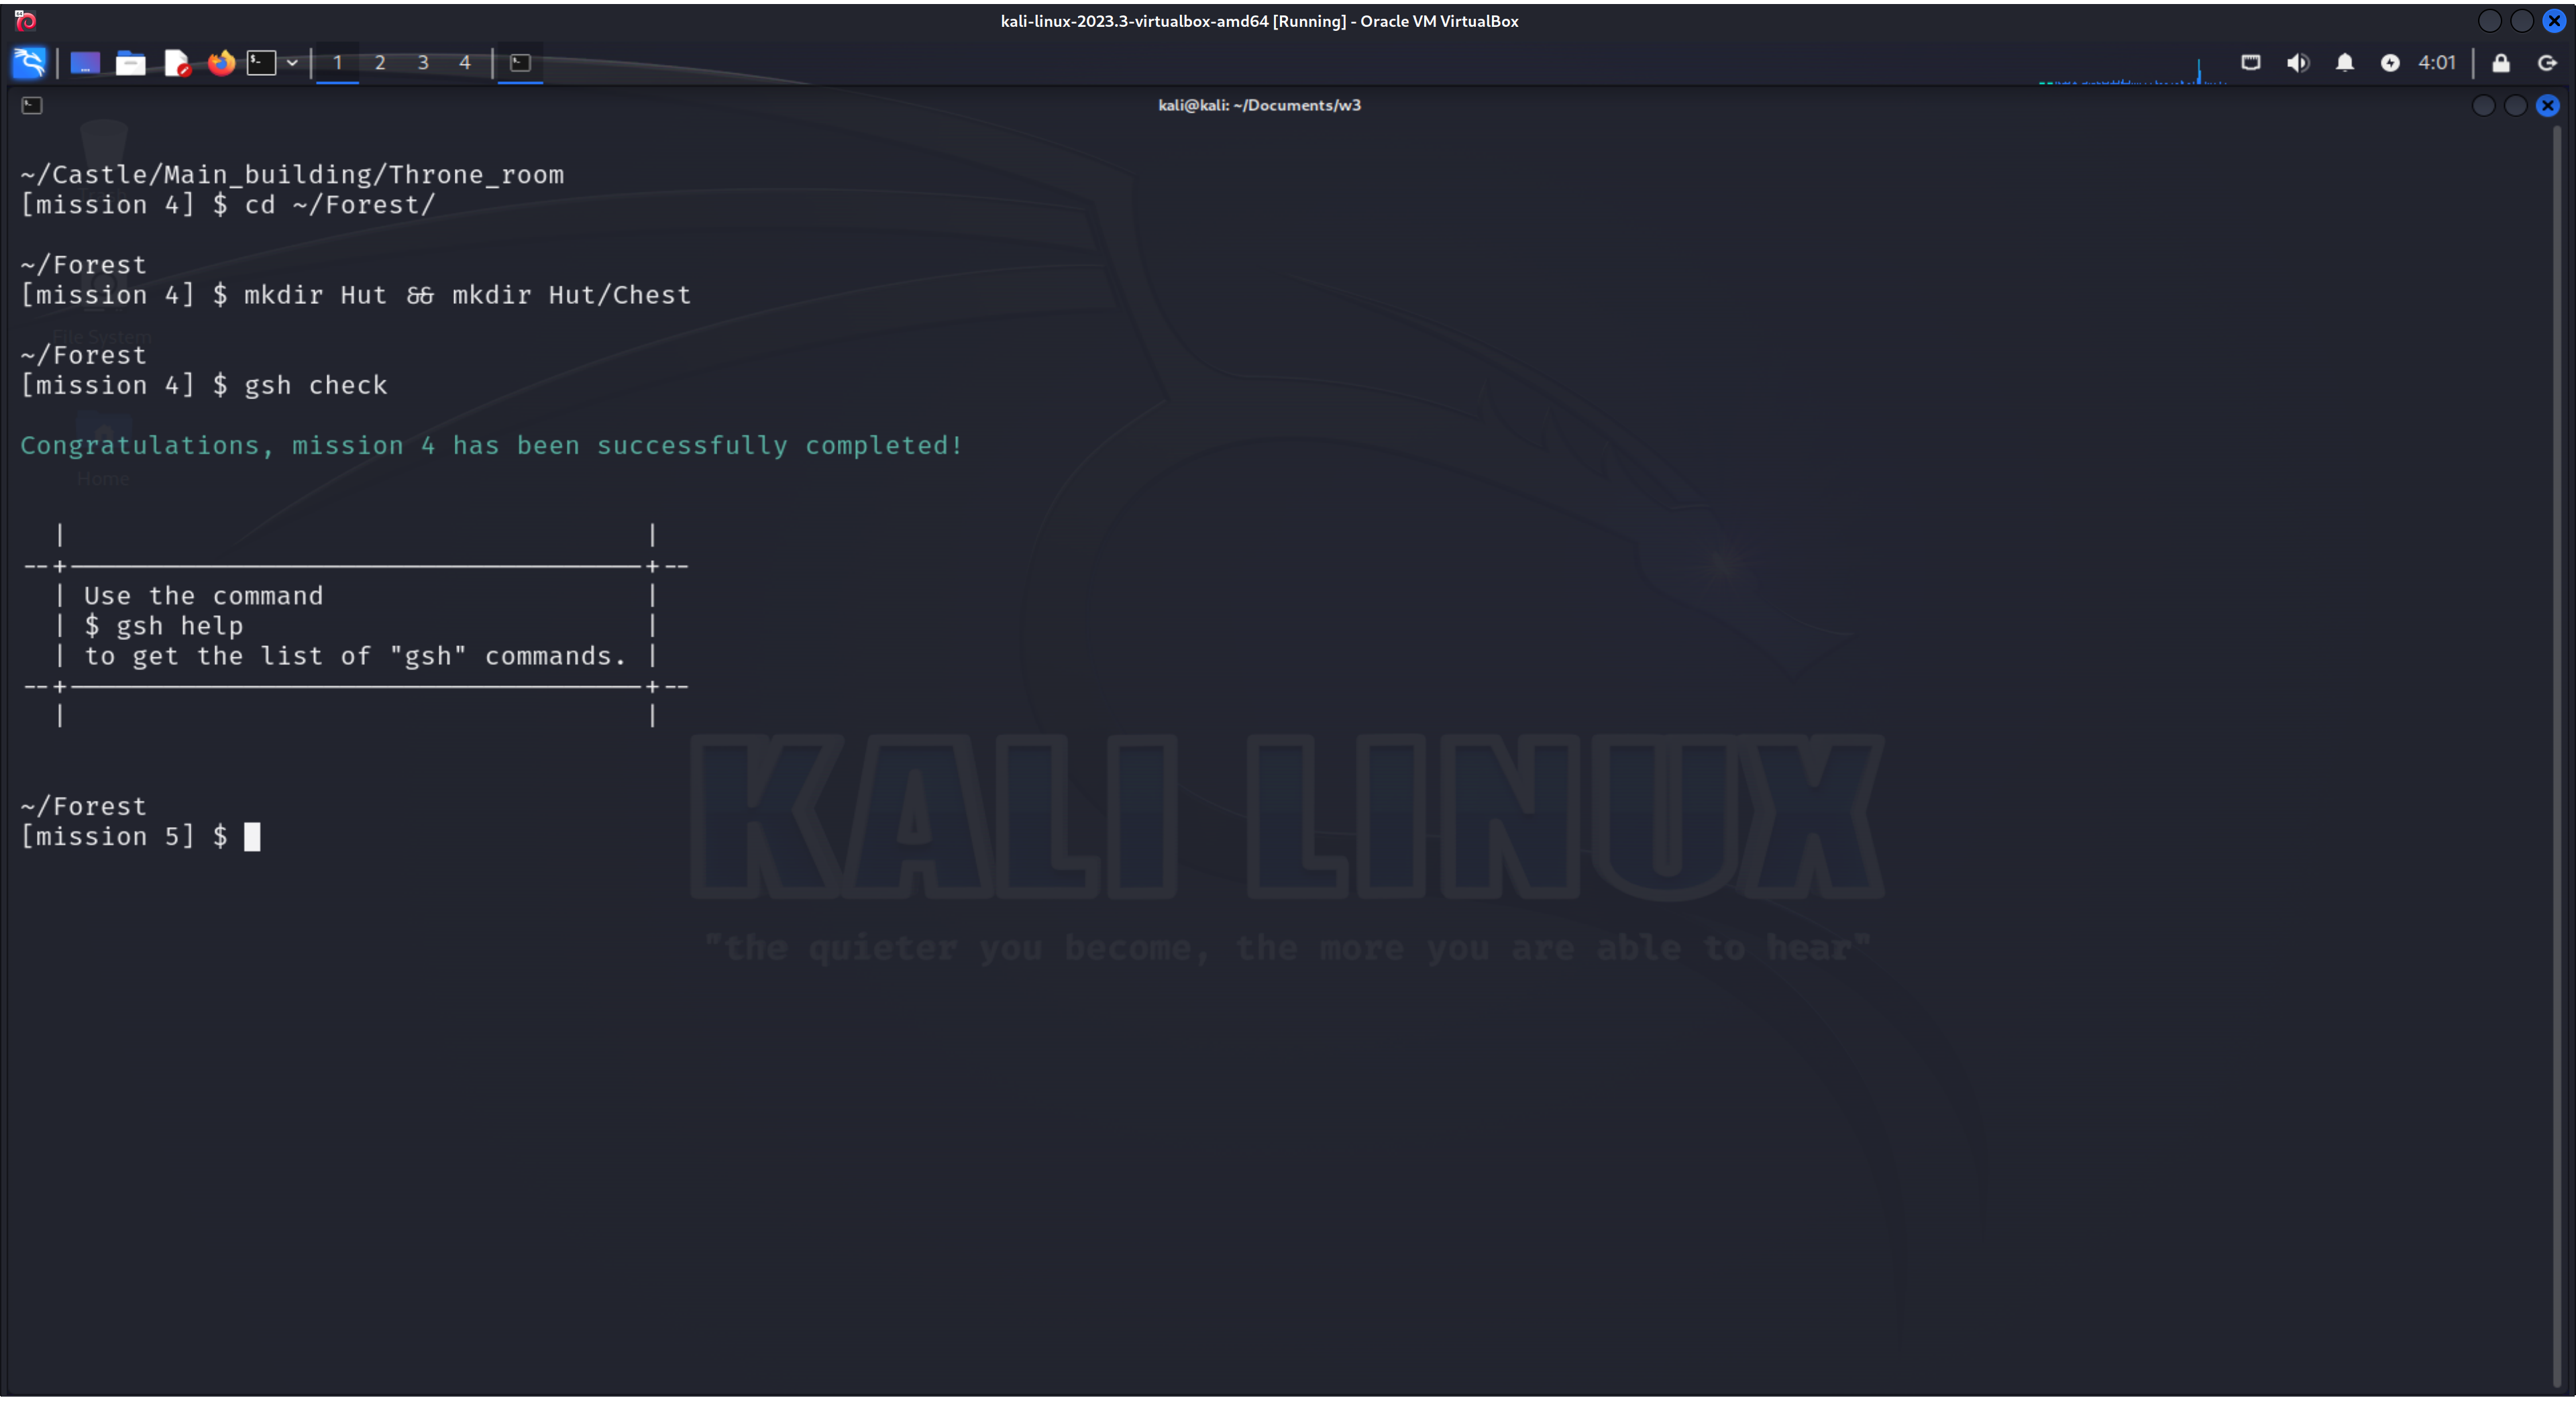 kali-linux-2023.3-virtualbox-amd64 [Running] - Oracle VM VirtualBox
1 2 3 4
4:01
kali@kali: ~/Documents/w3
~/Castle/Main_building/Throne_room
[mission 4] $ cd ~/Forest/
~/Forest
[mission 4] $ mkdir Hut && mkdir Hut/Chest
File System
~/Forest
[mission 4] $ gsh check
Congratulations, mission 4 has been successfully completed!
Home
| |
--+-----------------------------------+--
| Use the command |
| $ gsh help |
| to get the list of "gsh" commands. |
--+-----------------------------------+--
| |
~/Forest
[mission 5] $
KALI LINUX
"the quieter you become, the more you are able to hear"